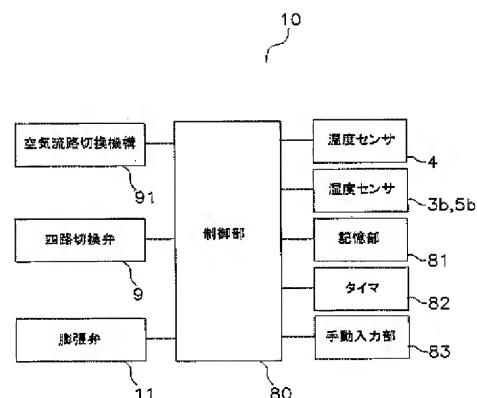 10
空気流路切換機構
91
四路切換弁
9
膨張弁
11
制御部
80
温度センサ
4
湿度センサ
3b,5b
記憶部
81
タイマ
82
手動入力部
83